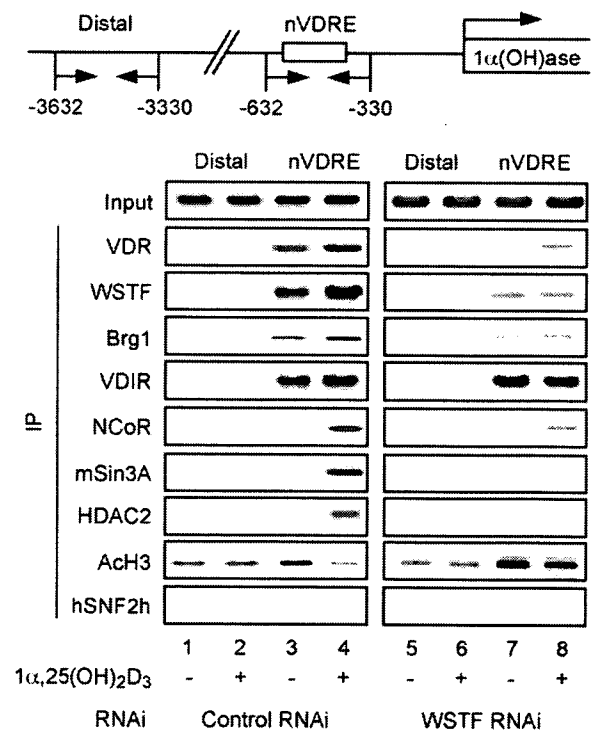 Distal nVDRE
1α(OH)ase
-3632 -3330 -632 -330
Distal nVDRE Distal nVDRE
Input
VDR
WSTF
Brg1
VDIR
NCoR
mSin3A
HDAC2
AcH3
hSNF2h
IP
1 2 3 4 5 6 7 8
1α,25(OH)₂D₃ - + - + - + - +
RNAi Control RNAi WSTF RNAi